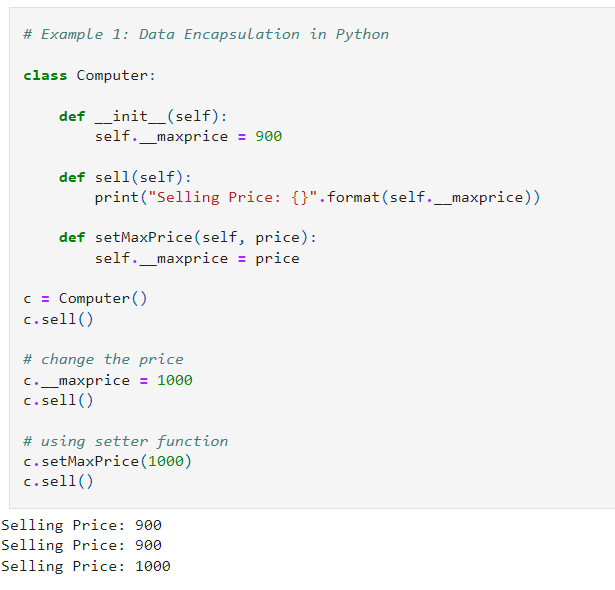 # Example 1: Data Encapsulation in Python
class Computer:
    def __init__(self):
        self.__maxprice = 900
    def sell(self):
        print("Selling Price: {}".format(self.__maxprice))
    def setMaxPrice(self, price):
        self.__maxprice = price
c = Computer()
c.sell()
# change the price
c.__maxprice = 1000
c.sell()
# using setter function
c.setMaxPrice(1000)
c.sell()
Selling Price: 900
Selling Price: 900
Selling Price: 1000